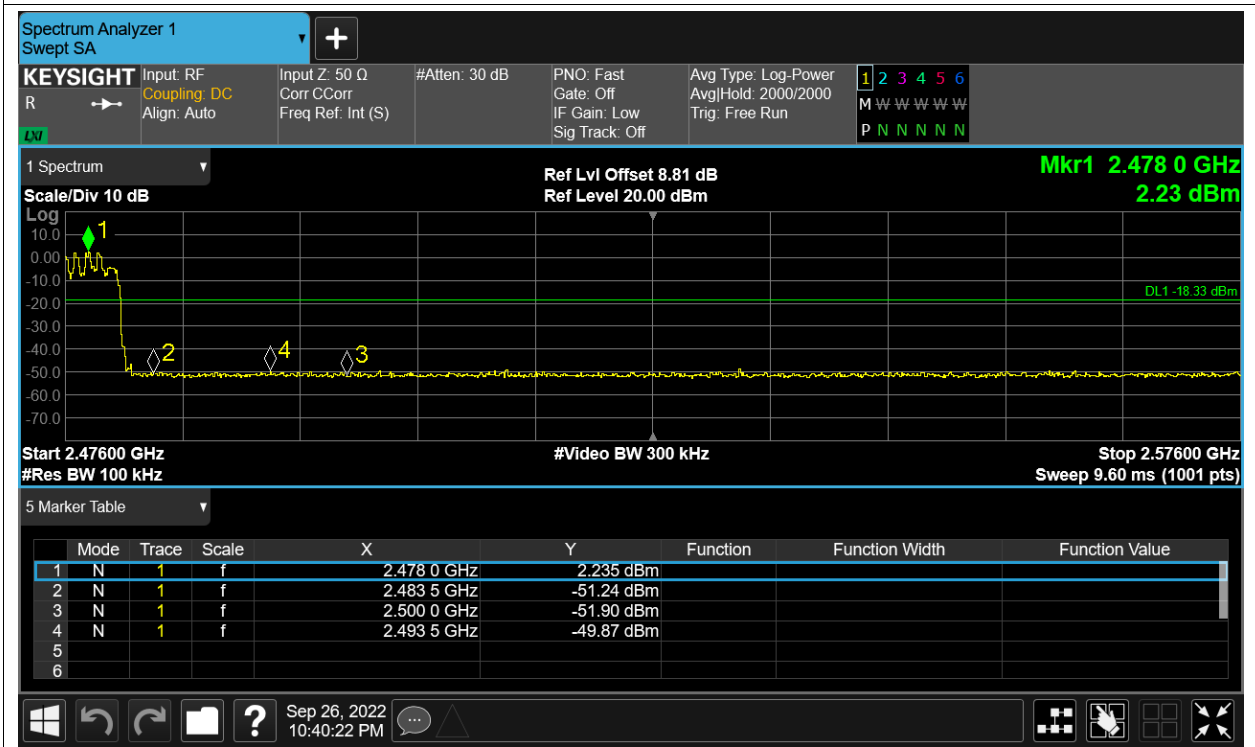 Spectrum Analyzer 1
Swept SA
KEYSIGHT
R
LXI
Input: RF
Coupling: DC
Align: Auto
Input Z: 50 Ω
Corr CCorr
Freq Ref: Int (S)
#Atten: 30 dB
PNO: Fast
Gate: Off
IF Gain: Low
Sig Track: Off
Avg Type: Log-Power
Avg|Hold: 2000/2000
Trig: Free Run
1 2 3 4 5 6
M W W W W W
P N N N N N
1 Spectrum
Scale/Div 10 dB
Ref Lvl Offset 8.81 dB
Ref Level 20.00 dBm
Mkr1 2.478 0 GHz
2.23 dBm
Log
10.0
0.00
-10.0
-20.0
-30.0
-40.0
-50.0
-60.0
-70.0
1
DL1 -18.33 dBm
2 4 3
Start 2.47600 GHz #Video BW 300 kHz Stop 2.57600 GHz
#Res BW 100 kHz Sweep 9.60 ms (1001 pts)
5 Marker Table
Mode Trace Scale X Y Function Function Width Function Value
1 N 1 f 2.478 0 GHz 2.235 dBm
2 N 1 f 2.483 5 GHz -51.24 dBm
3 N 1 f 2.500 0 GHz -51.90 dBm
4 N 1 f 2.493 5 GHz -49.87 dBm
5
6
? Sep 26, 2022
10:40:22 PM